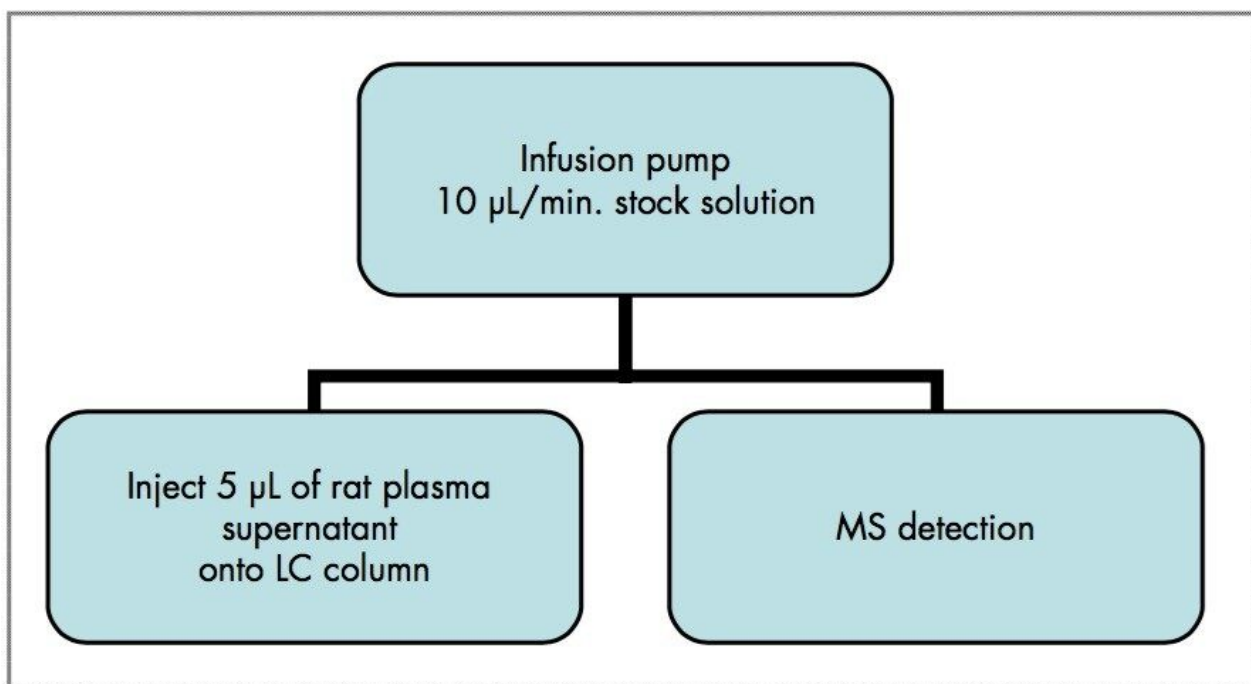 Infusion pump
10 µL/min. stock solution
Inject 5 µL of rat plasma
supernatant
onto LC column
MS detection